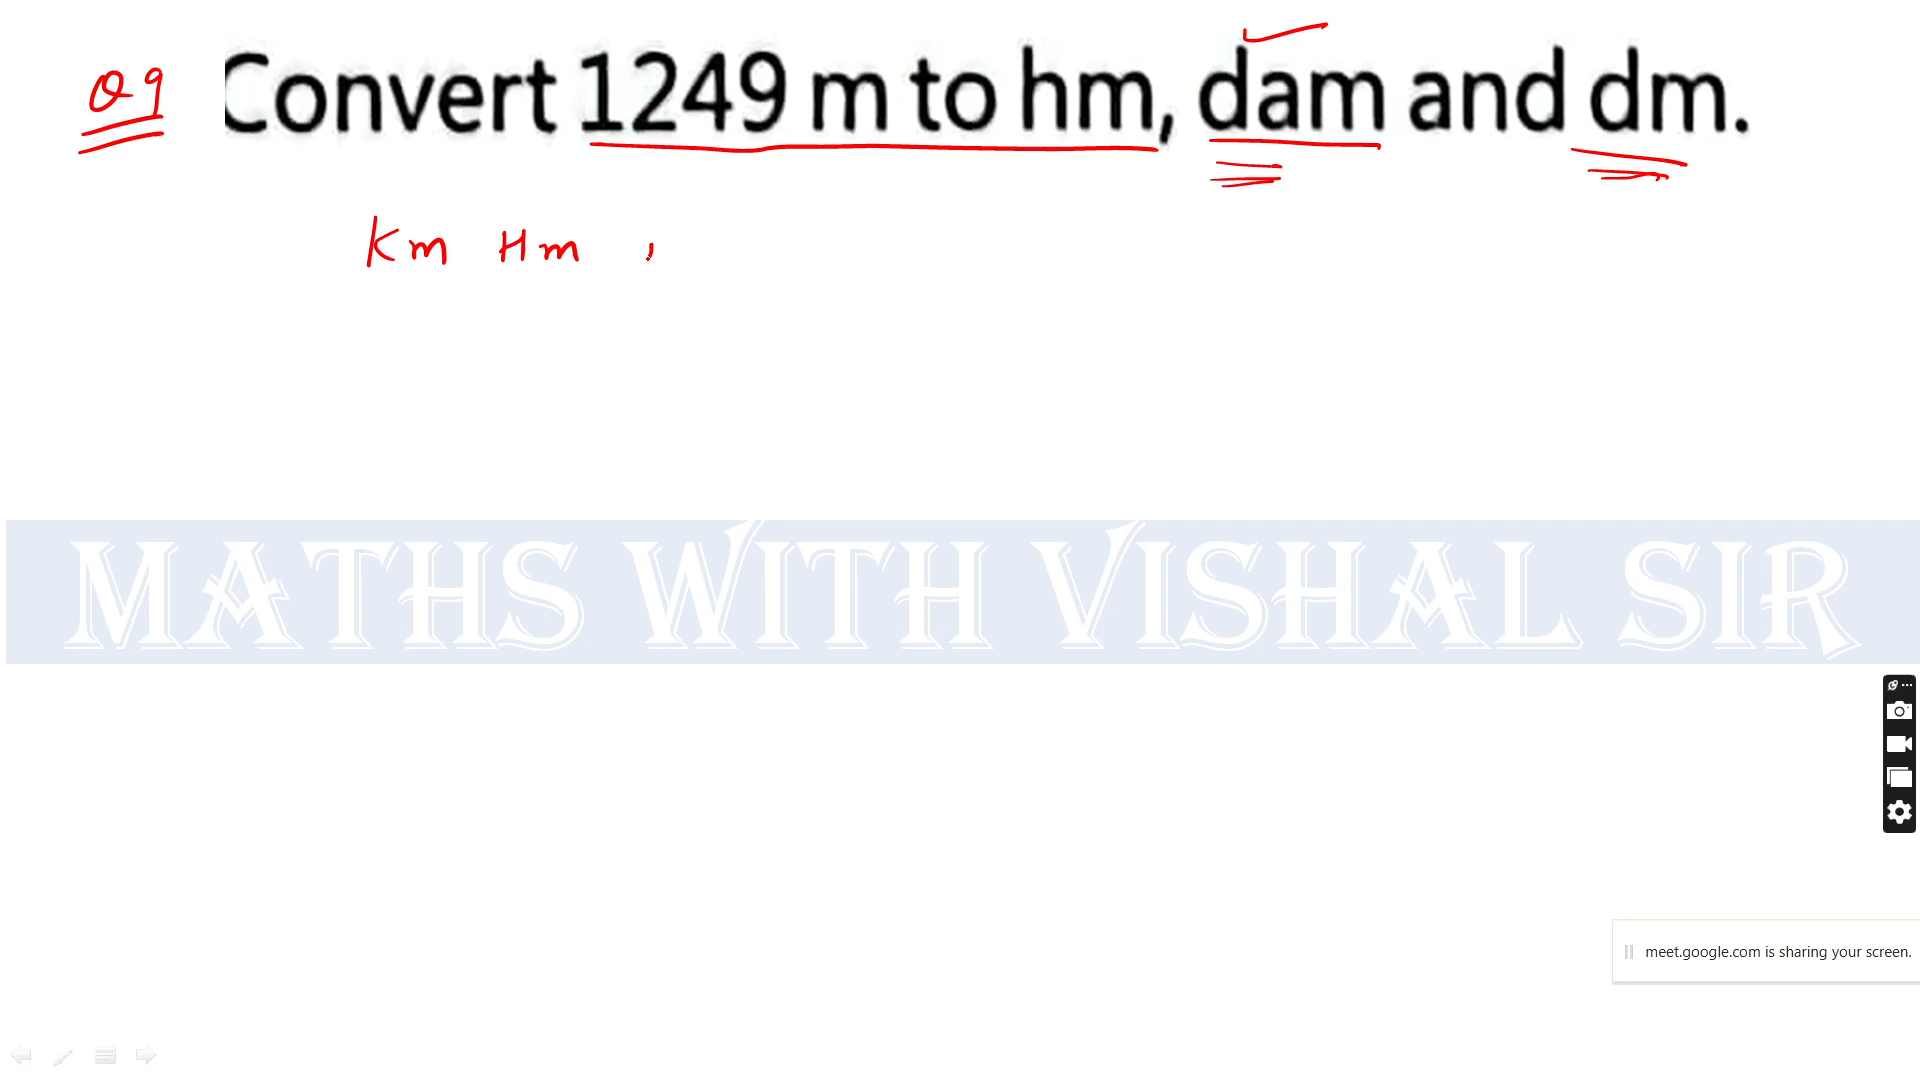 Q9 Convert 1249 m to hm, dam and dm.
Km Hm
MATHS WITH VISHAL SIR
meet.google.com is sharing your screen.